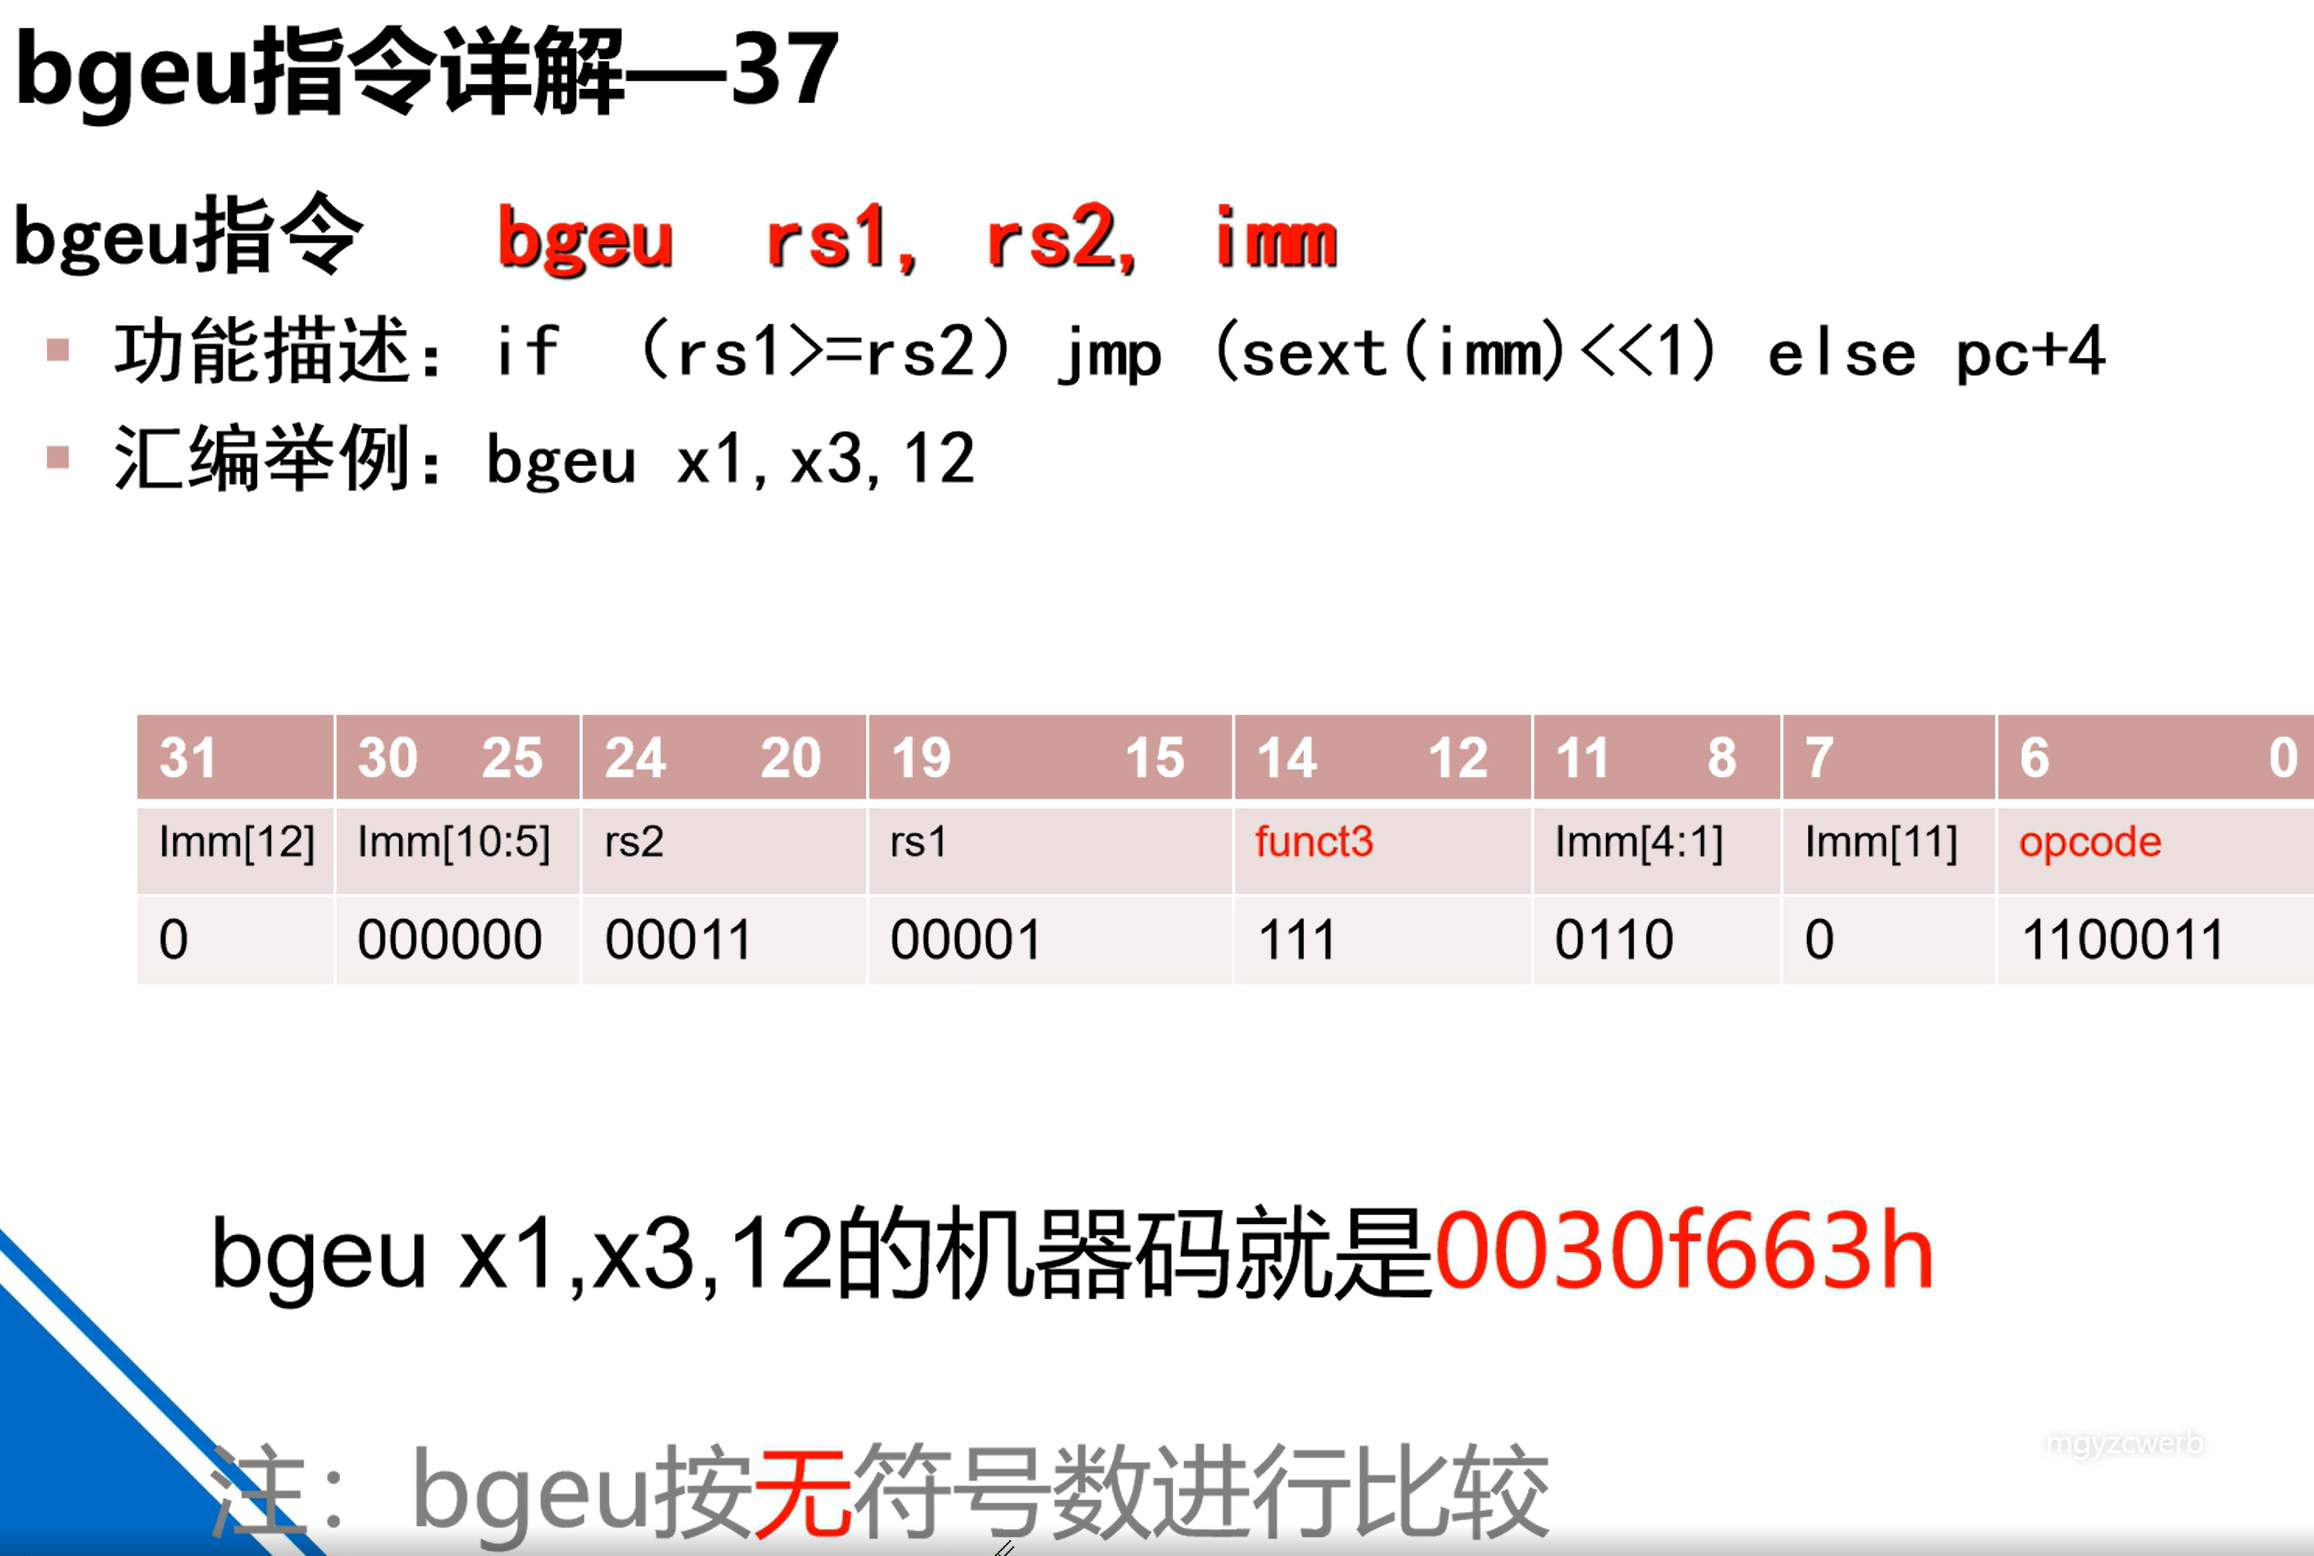 bgeu指令详解—37
bgeu指令 bgeu rs1, rs2, imm
功能描述：if （rs1>=rs2） jmp （sext(imm)<<1） else pc+4
汇编举例：bgeu x1,x3,12
31 30 25 24 20 19 15 14 12 11 8 7 6 0
Imm[12] Imm[10:5] rs2 rs1 funct3 Imm[4:1] Imm[11] opcode
0 000000 00011 00001 111 0110 0 1100011
bgeu x1,x3,12的机器码就是0030f663h
mgyzcwerb
注：bgeu按无符号数进行比较